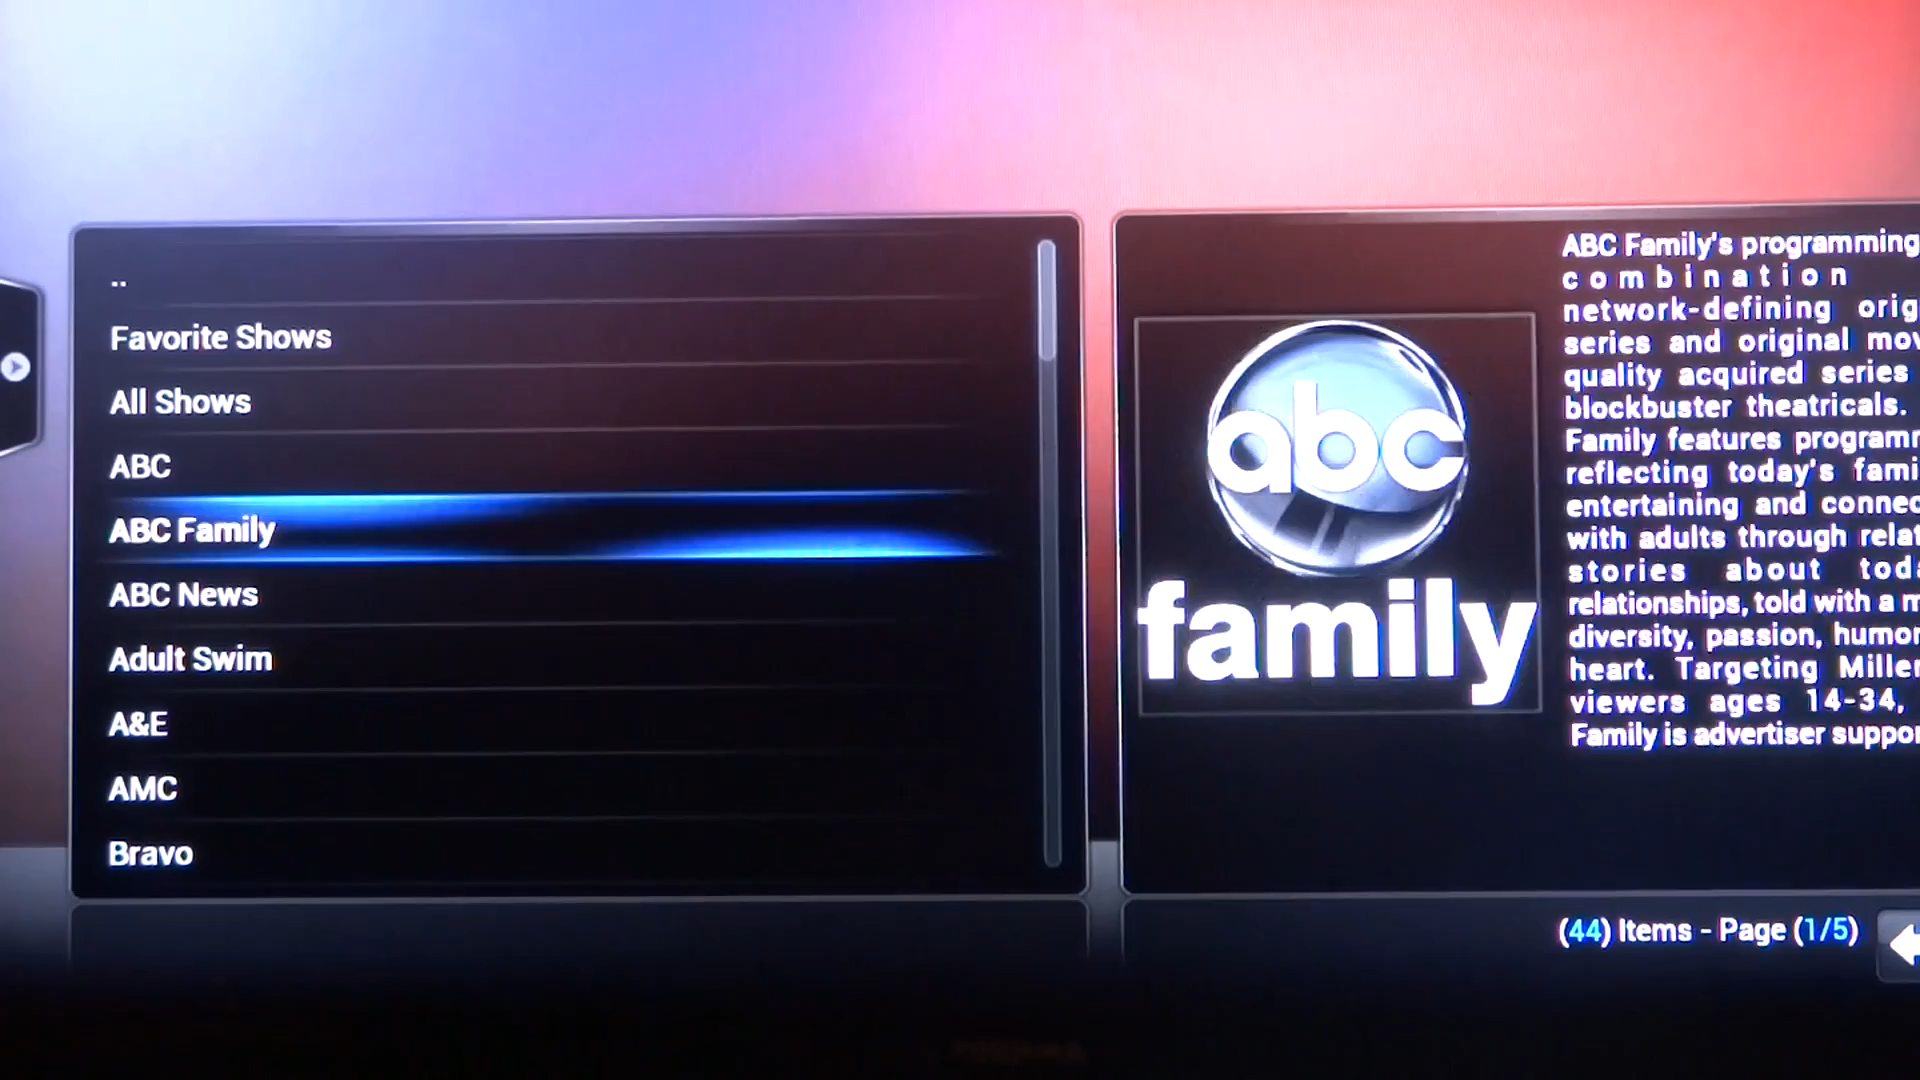 ..
Favorite Shows
All Shows
ABC
ABC Family
ABC News
Adult Swim
A&E
AMC
Bravo
abc
family
ABC Family's programming
combination
network-defining
series and original
quality acquired series
blockbuster theatricals.
Family features
reflecting today's
entertaining and
with adults through
stories about
relationships, told with a
diversity, passion,
heart. Targeting
viewers ages 14-34,
Family is advertiser
(44) Items - Page (1/5)